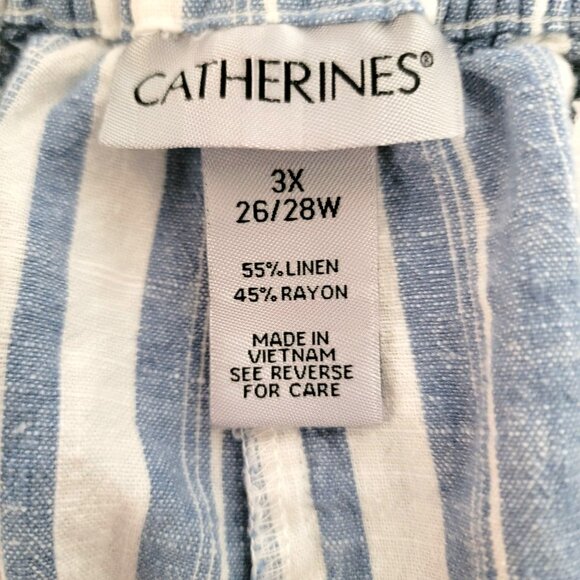 CATHERINES®
3X
26/28W
55% LINEN
45% RAYON
MADE IN
VIETNAM
SEE REVERSE
FOR CARE